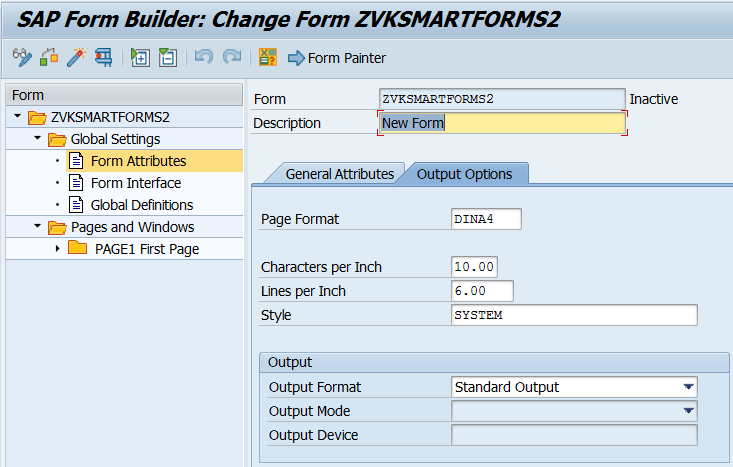 SAP Form Builder: Change Form ZVKSMARTFORMS2
Form Painter
Form
ZVKSMARTFORMS2
Global Settings
Form Attributes
Form Interface
Global Definitions
Pages and Windows
PAGE1 First Page
Form ZVKSMARTFORMS2 Inactive
Description New Form
General Attributes Output Options
Page Format DINA4
Characters per Inch 10.00
Lines per Inch 6.00
Style SYSTEM
Output
Output Format Standard Output
Output Mode
Output Device